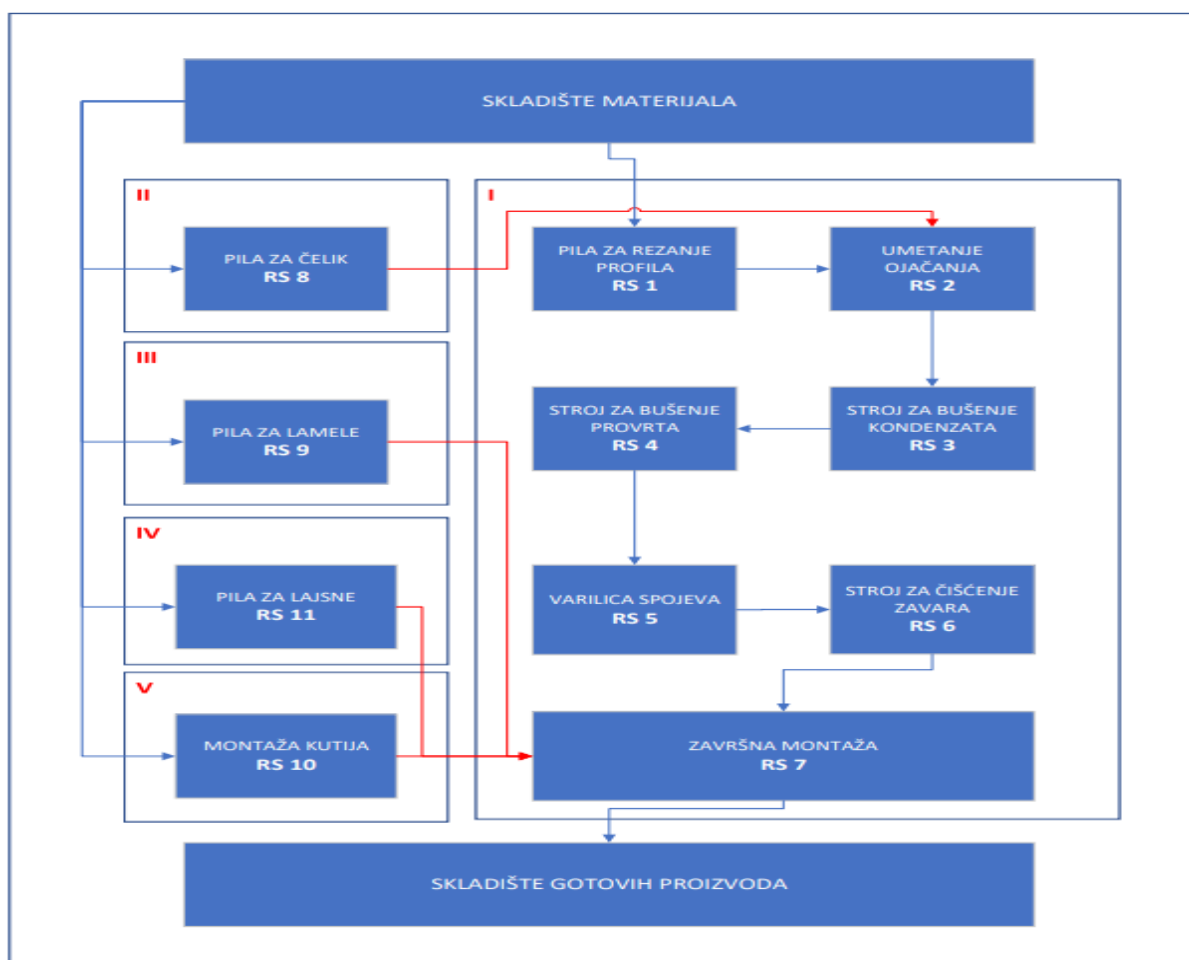 SKLADIŠTE MATERIJALA
II
PILA ZA ČELIK
RS 8
III
PILA ZA LAMELE
RS 9
IV
PILA ZA LAJSNE
RS 11
V
MONTAŽA KUTIJA
RS 10
I
PILA ZA REZANJE
PROFILA
RS 1
UMETANJE
OJAČANJA
RS 2
STROJ ZA BUŠENJE
PROVRTA
RS 4
STROJ ZA BUŠENJE
KONDENZATA
RS 3
VARILICA SPOJEVA
RS 5
STROJ ZA ČIŠĆENJE
ZAVARA
RS 6
ZAVRŠNA MONTAŽA
RS 7
SKLADIŠTE GOTOVIH PROIZVODA